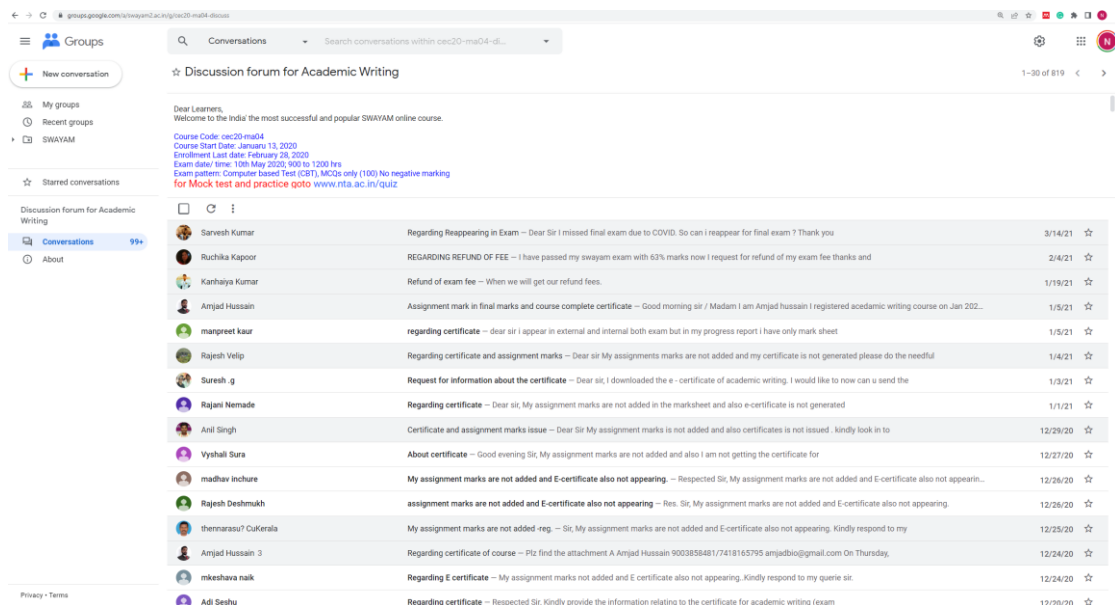 groups.google.com/a/swayam2.ac.in/g/cec20-ma04-discuss
N
Groups
Conversations
Search conversations within cec20-ma04-di...
N
New conversation
My groups
Recent groups
SWAYAM
Starred conversations
Discussion forum for Academic
Writing
Conversations 99+
About
Privacy • Terms
Discussion forum for Academic Writing
1–30 of 819
Dear Learners,
Welcome to the India' the most successful and popular SWAYAM online course.
Course Code: cec20-ma04
Course Start Date: Januaru 13, 2020
Enrollment Last date: February 28, 2020
Exam date/ time: 10th May 2020; 900 to 1200 hrs
Exam pattern: Computer based Test (CBT), MCQs only (100) No negative marking
for Mock test and practice goto www.nta.ac.in/quiz
Sarvesh Kumar Regarding Reappearing in Exam – Dear Sir I missed final exam due to COVID. So can i reappear for final exam ? Thank you 3/14/21
Ruchika Kapoor REGARDING REFUND OF FEE – I have passed my swayam exam with 63% marks now I request for refund of my exam fee thanks and 2/4/21
Kanhaiya Kumar Refund of exam fee – When we will get our refund fees. 1/19/21
Amjad Hussain Assignment mark in final marks and course complete certificate – Good morning sir / Madam I am Amjad hussain I registered acedamic writing course on Jan 202... 1/5/21
manpreet kaur regarding certificate – dear sir i appear in external and internal both exam but in my progress report i have only mark sheet 1/5/21
Rajesh Velip Regarding certificate and assignment marks – Dear sir My assignments marks are not added and my certificate is not generated please do the needful 1/4/21
Suresh .g Request for information about the certificate – Dear sir, I downloaded the e - certificate of academic writing. I would like to now can u send the 1/3/21
Rajani Nemade Regarding certificate – Dear sir, My assignment marks are not added in the marksheet and also e-certificate is not generated 1/1/21
Anil Singh Certificate and assignment marks issue – Dear Sir My assignment marks is not added and also certificates is not issued . kindly look in to 12/29/20
Vyshali Sura About certificate – Good evening Sir, My assignment marks are not added and also I am not getting the certificate for 12/27/20
madhav inchure My assignment marks are not added and E-certificate also not appearing. – Respected Sir, My assignment marks are not added and E-certificate also not appearin... 12/26/20
Rajesh Deshmukh assignment marks are not added and E-certificate also not appearing – Res. Sir, My assignment marks are not added and E-certificate also not appearing. 12/26/20
thennarasu? CuKerala My assignment marks are not added -reg. – Sir, My assignment marks are not added and E-certificate also not appearing. Kindly respond to my 12/25/20
Amjad Hussain 3 Regarding certificate of course – Plz find the attachment A Amjad Hussain 9003858481/7418165795 amjadbio@gmail.com On Thursday, 12/24/20
mkeshava naik Regarding E certificate – My assignment marks not added and E certificate also not appearing..Kindly respond to my querie sir. 12/24/20
Adi Seshu Regarding certificate – Respected Sir, Kindly provide the information relating to the certificate for academic writing (exam 12/20/20